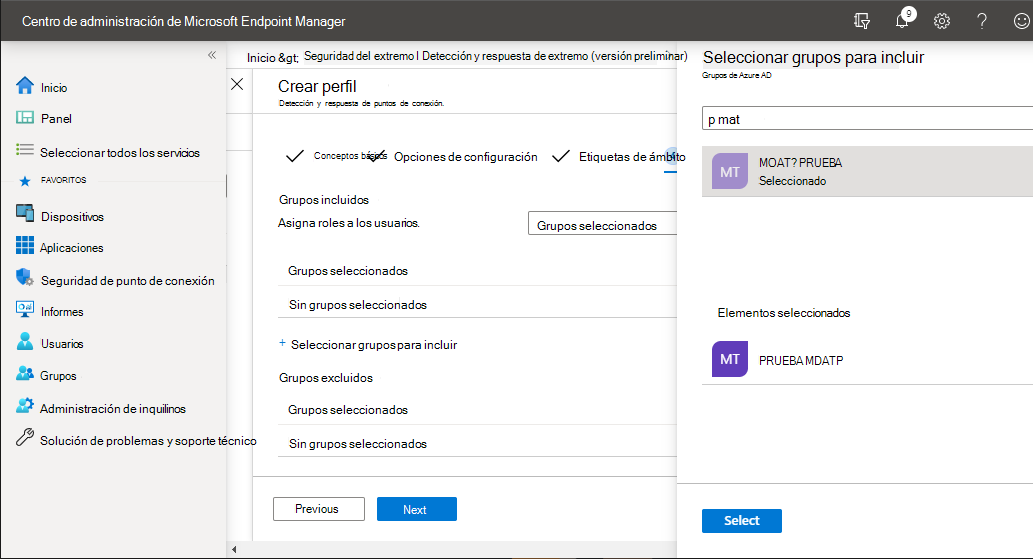 Centro de administración de Microsoft Endpoint Manager
9
Inicio
Panel
Seleccionar todos los servicios
FAVORITOS
Dispositivos
Aplicaciones
Seguridad de punto de conexión
Informes
Usuarios
Grupos
Administración de inquilinos
Solución de problemas y soporte técnico
Inicio &gt; Seguridad del extremo I Detección y respuesta de extremo (versión preliminar)
Crear perfil
Detección y respuesta de puntos de conexión.
Conceptos básicos
Opciones de configuración
Etiquetas de ámbito
Grupos incluidos
Asigna roles a los usuarios.
Grupos seleccionados
Grupos seleccionados
Sin grupos seleccionados
+ Seleccionar grupos para incluir
Grupos excluidos
Grupos seleccionados
Sin grupos seleccionados
Previous
Next
Seleccionar grupos para incluir
Grupos de Azure AD
p mat
MT
MOAT? PRUEBA
Seleccionado
Elementos seleccionados
MT
PRUEBA MDATP
Select